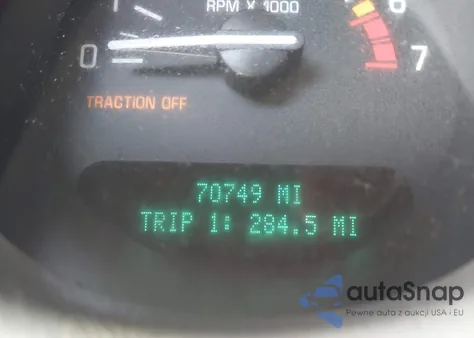 1 6
RPM X 1000
0 7
TRACTION OFF
70749 MI
TRIP 1: 284.5 MI
autaSnap
Pewne auta z aukcji USA i EU